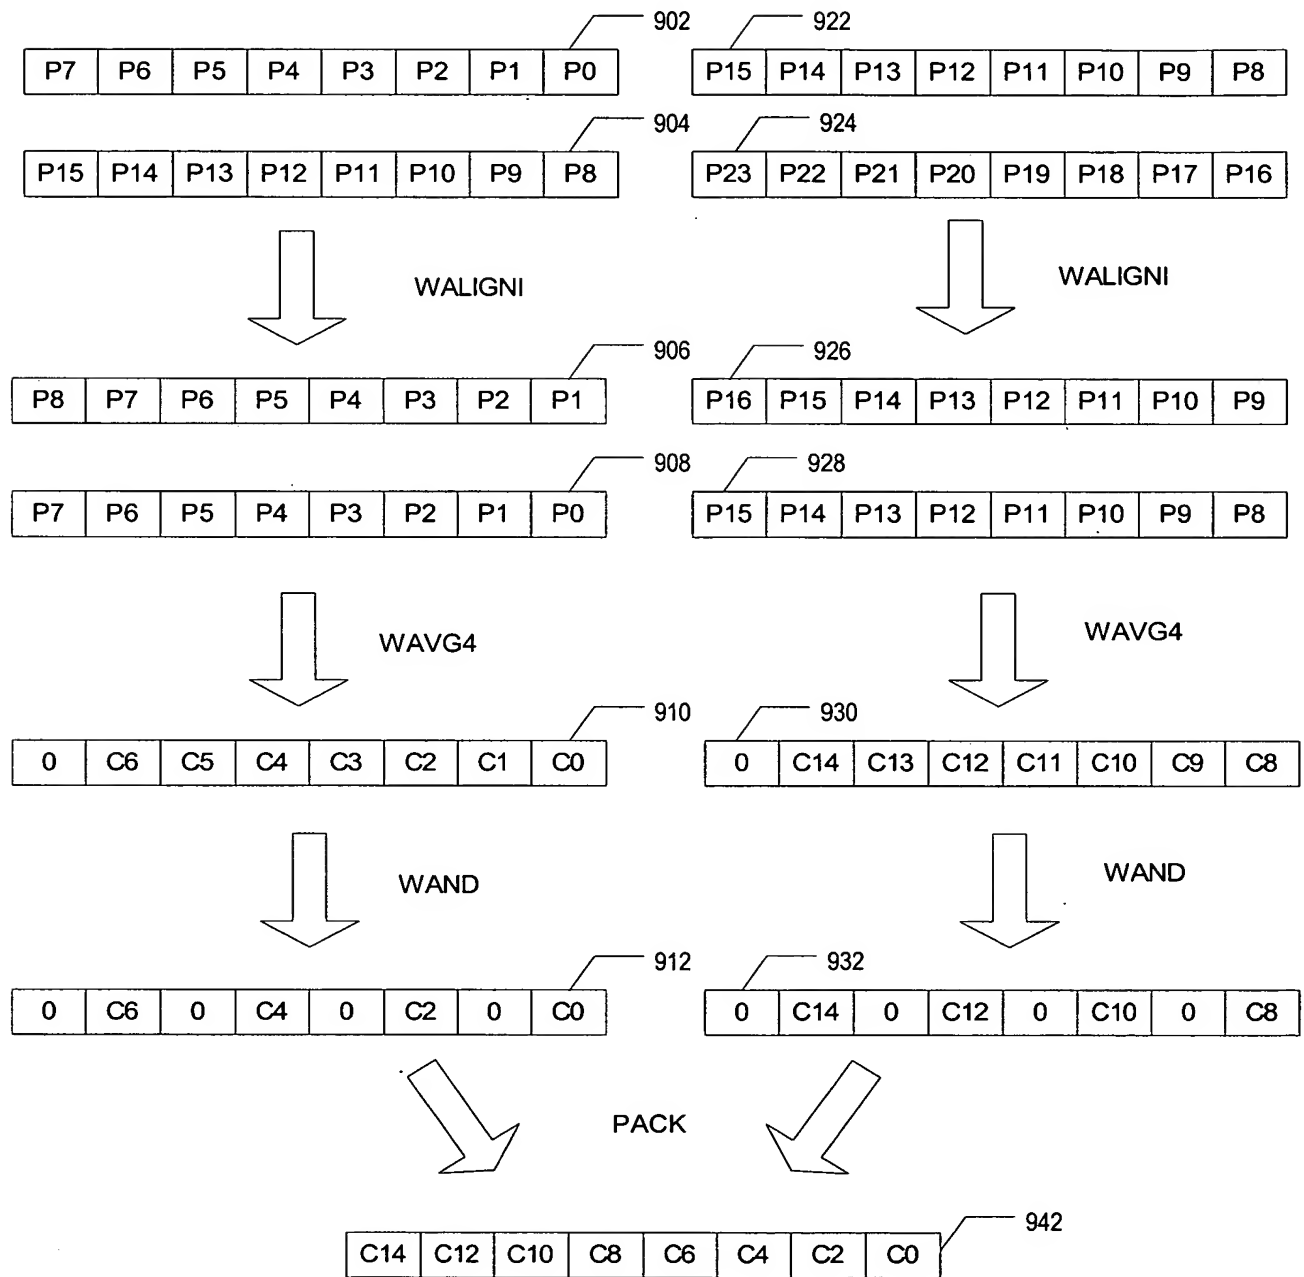 902 922
P7 P6 P5 P4 P3 P2 P1 P0 P15 P14 P13 P12 P11 P10 P9 P8
904 924
P15 P14 P13 P12 P11 P10 P9 P8 P23 P22 P21 P20 P19 P18 P17 P16
WALIGNI WALIGNI
906 926
P8 P7 P6 P5 P4 P3 P2 P1 P16 P15 P14 P13 P12 P11 P10 P9
908 928
P7 P6 P5 P4 P3 P2 P1 P0 P15 P14 P13 P12 P11 P10 P9 P8
WAVG4 WAVG4
910 930
0 C6 C5 C4 C3 C2 C1 C0 0 C14 C13 C12 C11 C10 C9 C8
WAND WAND
912 932
0 C6 0 C4 0 C2 0 C0 0 C14 0 C12 0 C10 0 C8
PACK
942
C14 C12 C10 C8 C6 C4 C2 C0